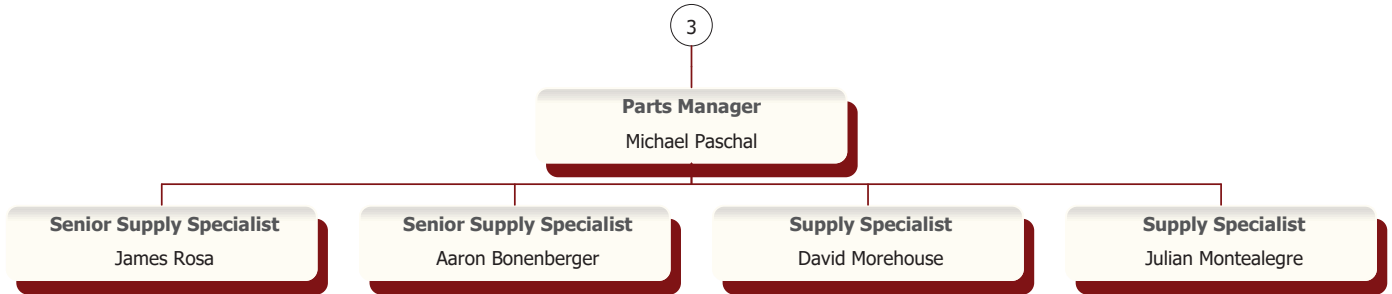 3
Parts Manager
Michael Paschal
Senior Supply Specialist
James Rosa
Senior Supply Specialist
Aaron Bonenberger
Supply Specialist
David Morehouse
Supply Specialist
Julian Montealegre